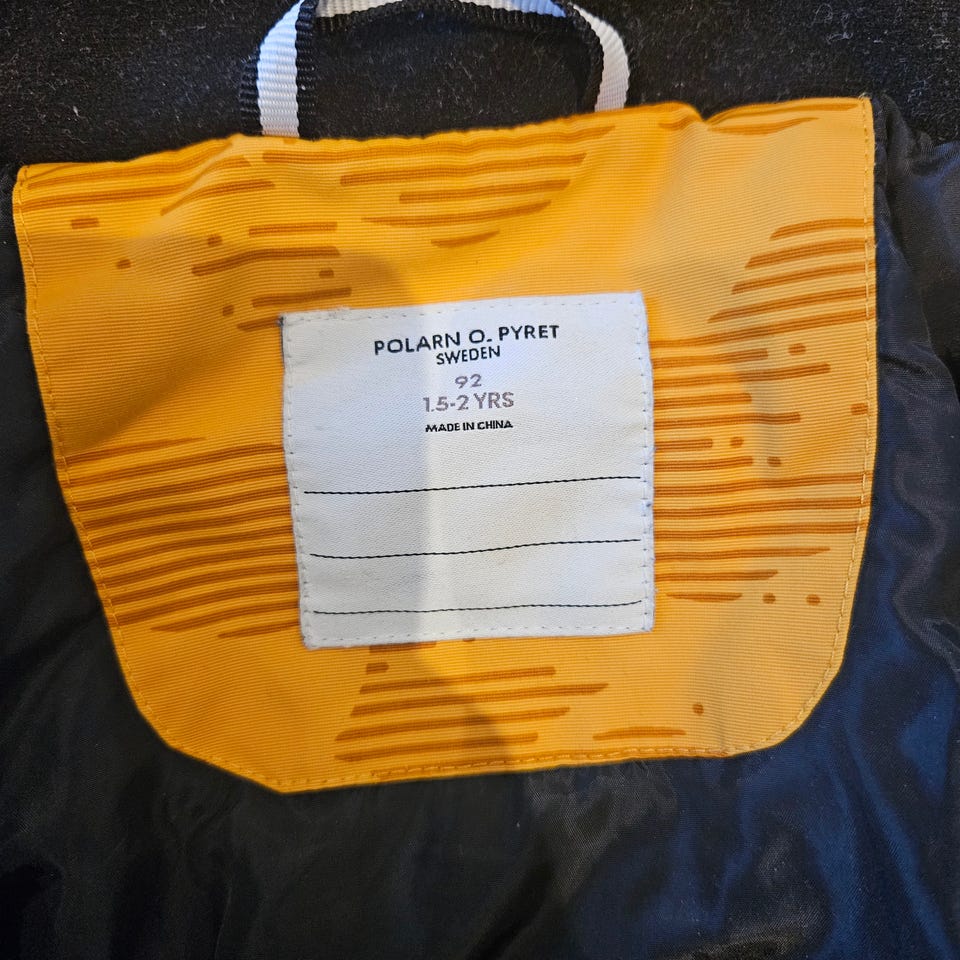 POLARN O. PYRET
SWEDEN
92
1.5-2 YRS
MADE IN CHINA